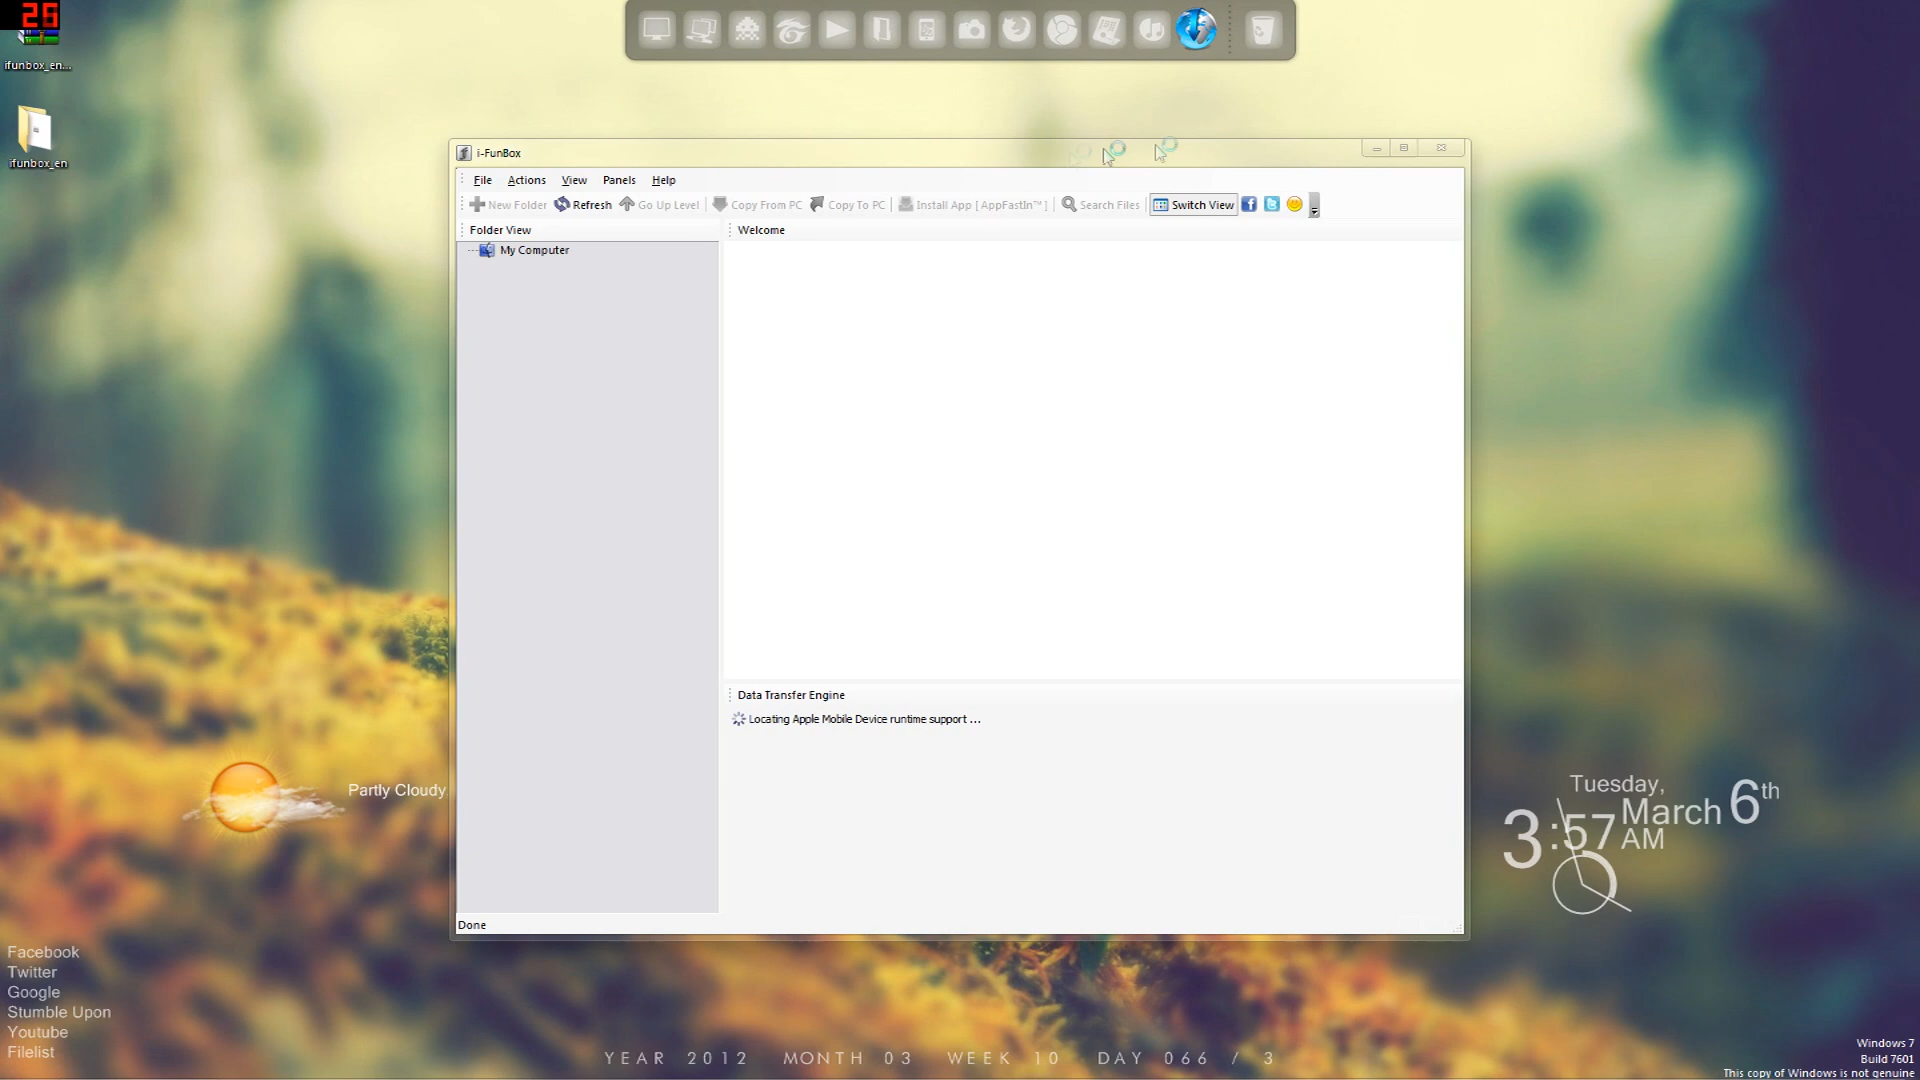 26
ifunbox_en...
ifunbox_en
i-FunBox
File Actions View Panels Help
New Folder Refresh Go Up Level Copy From PC Copy To PC Install App [ AppFastIn™ ] Search Files Switch View
Folder View
Welcome
My Computer
Data Transfer Engine
Locating Apple Mobile Device runtime support ...
Done
Partly Cloudy
Tuesday,
March 6th
3:57 AM
Facebook
Twitter
Google
Stumble Upon
Youtube
Filelist
YEAR 2012 MONTH 03 WEEK 10 DAY 066 / 3
Windows 7
Build 7601
This copy of Windows is not genuine